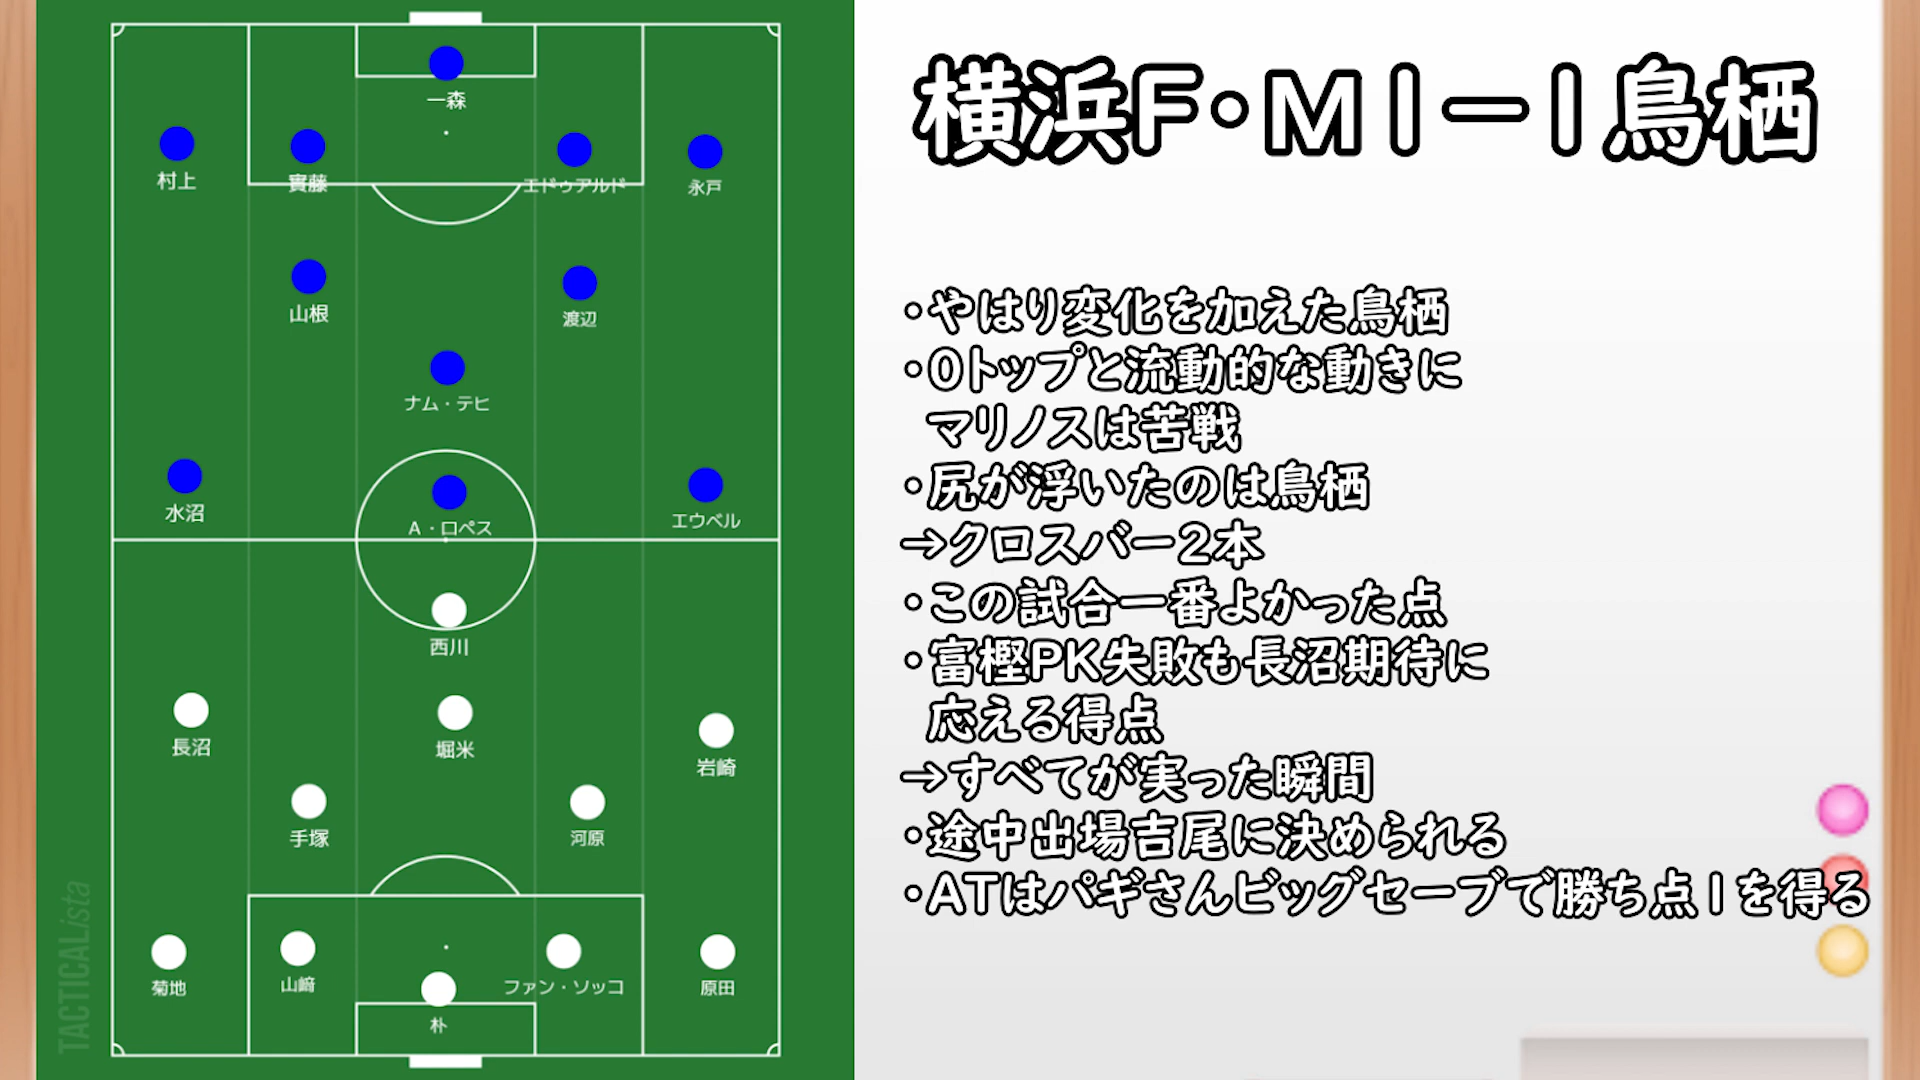 横浜F・M1－1鳥栖
一森
村上
實藤
エドゥアルド
永戸
山根
渡辺
ナム・テヒ
水沼
A・ロペス
エウベル
西川
長沼
堀米
岩崎
手塚
河原
菊地
山﨑
ファン・ソッコ
原田
朴
TACTICALista
・やはり変化を加えた鳥栖
・0トップと流動的な動きに
マリノスは苦戦
・尻が浮いたのは鳥栖
→クロスバー2本
・この試合一番よかった点
・富樫PK失敗も長沼期待に
応える得点
→すべてが実った瞬間
・途中出場吉尾に決められる
・ATはパギさんビッグセーブで勝ち点1を得る